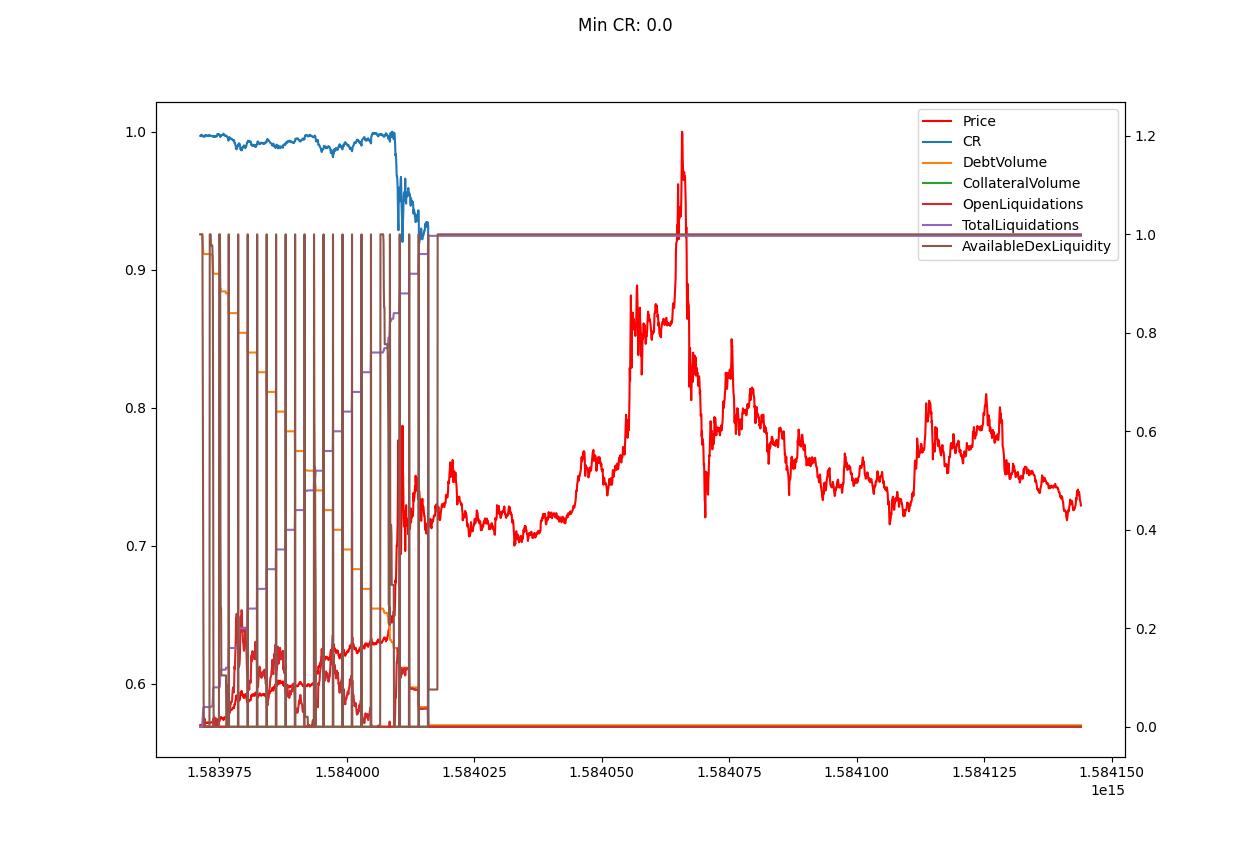 Min CR: 0.0
1.0
0.9
0.8
0.7
0.6
1.2
1.0
0.8
0.6
0.4
0.2
0.0
Price
CR
DebtVolume
CollateralVolume
OpenLiquidations
TotalLiquidations
AvailableDexLiquidity
1.583975 1.584000 1.584025 1.584050 1.584075 1.584100 1.584125 1.584150
1e15